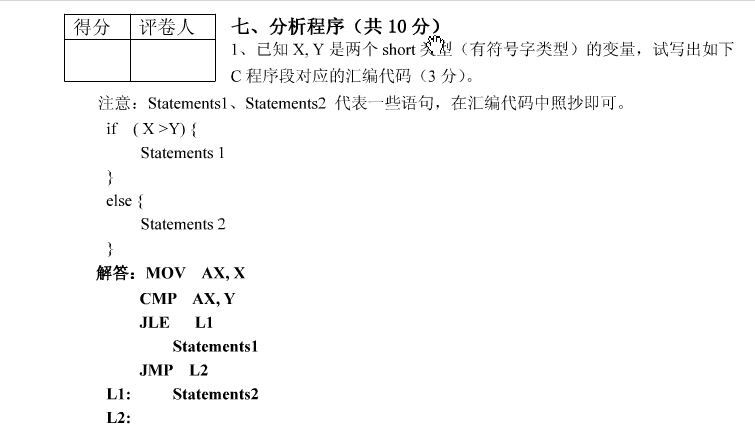 得分 评卷人
七、分析程序（共 10 分）
1、已知 X, Y 是两个 short 类型（有符号字类型）的变量，试写出如下
C 程序段对应的汇编代码（3 分）。
注意：Statements1、Statements2 代表一些语句，在汇编代码中照抄即可。
if ( X >Y) {
Statements 1
}
else {
Statements 2
}
解答：MOV AX, X
CMP AX, Y
JLE L1
Statements1
JMP L2
L1: Statements2
L2: